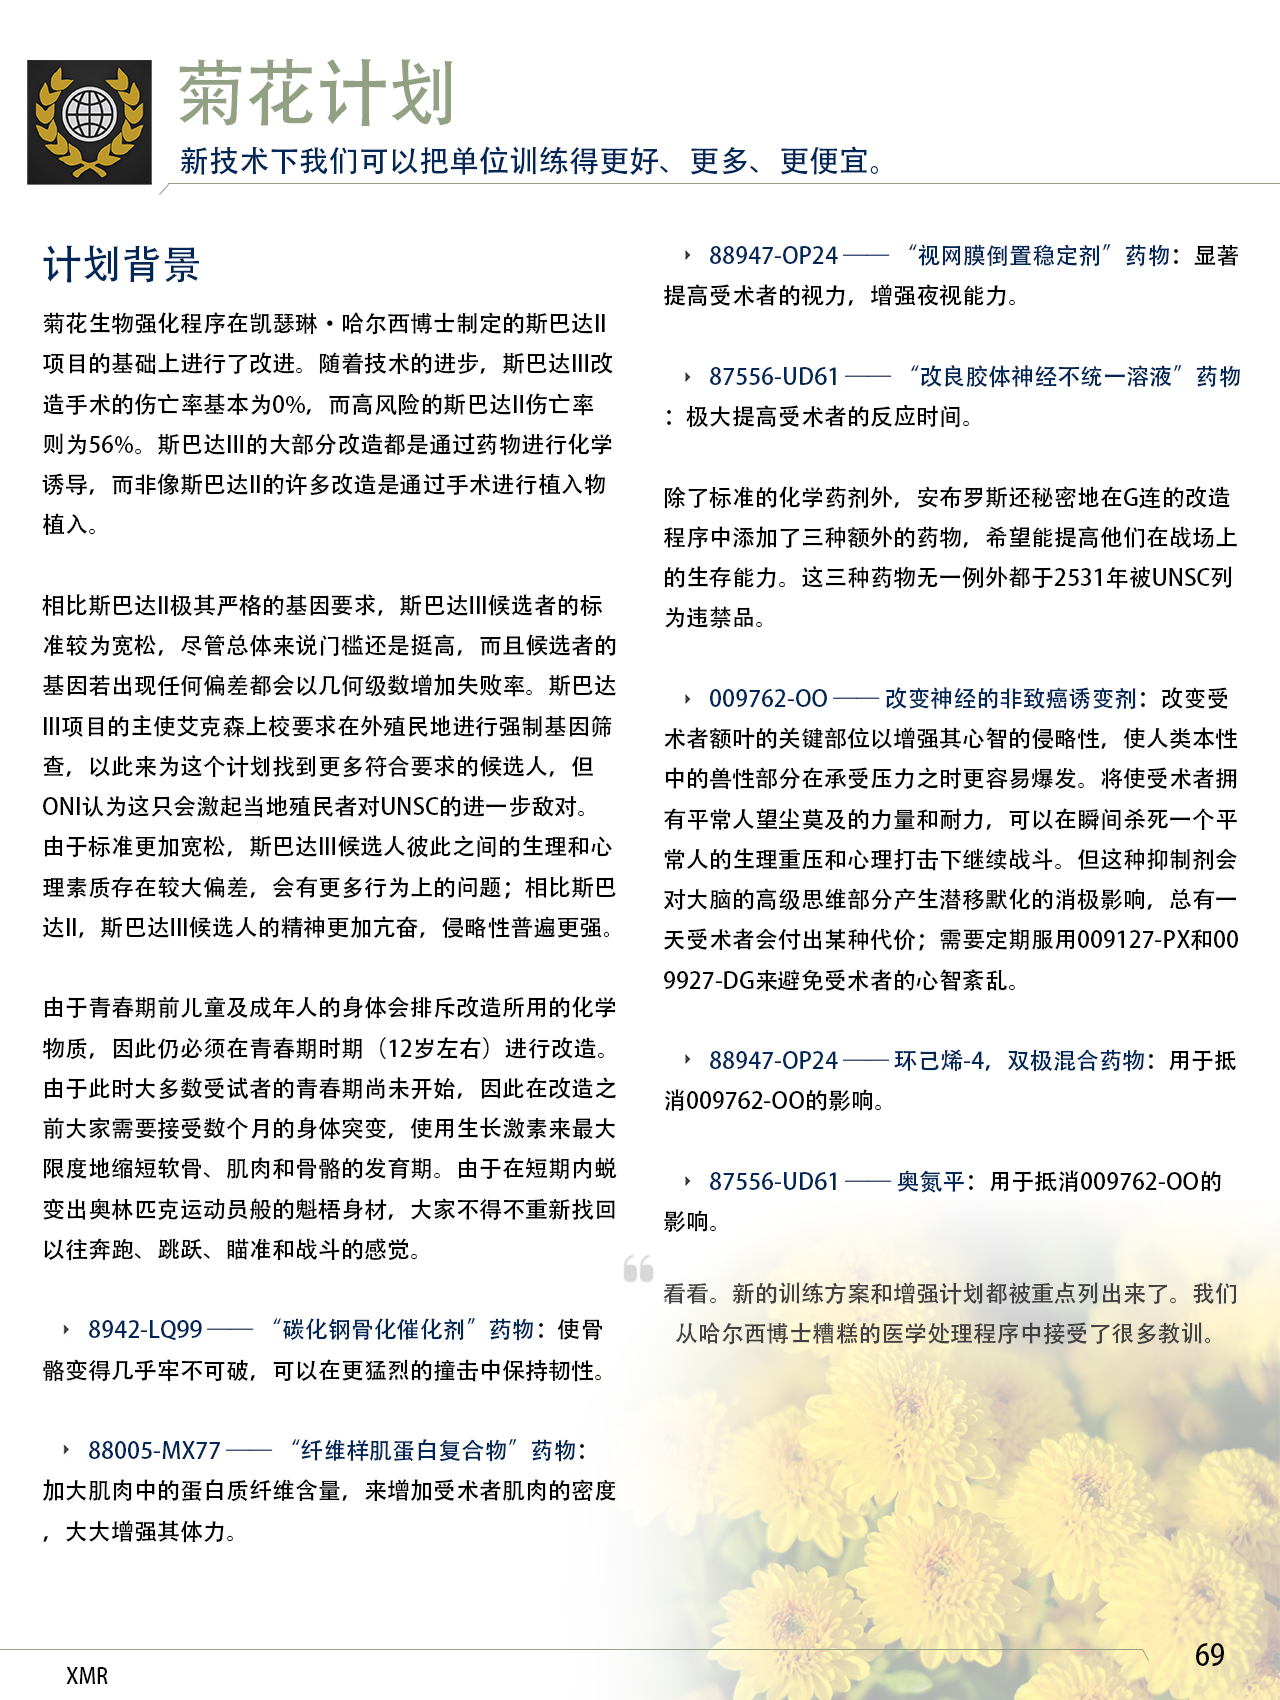 菊花计划
新技术下我们可以把单位训练得更好、更多、更便宜。
计划背景
菊花生物强化程序在凯瑟琳·哈尔西博士制定的斯巴达II
项目的基础上进行了改进。随着技术的进步，斯巴达III改
造手术的伤亡率基本为0%，而高风险的斯巴达II伤亡率
则为56%。斯巴达III的大部分改造都是通过药物进行化学
诱导，而非像斯巴达II的许多改造是通过手术进行植入物
植入。
相比斯巴达II极其严格的基因要求，斯巴达III候选者的标
准较为宽松，尽管总体来说门槛还是挺高，而且候选者的
基因若出现任何偏差都会以几何级数增加失败率。斯巴达
III项目的主使艾克森上校要求在外殖民地进行强制基因筛
查，以此来为这个计划找到更多符合要求的候选人，但
ONI认为这只会激起当地殖民者对UNSC的进一步敌对。
由于标准更加宽松，斯巴达III候选人彼此之间的生理和心
理素质存在较大偏差，会有更多行为上的问题；相比斯巴
达II，斯巴达III候选人的精神更加亢奋，侵略性普遍更强。
由于青春期前儿童及成年人的身体会排斥改造所用的化学
物质，因此仍必须在青春期时期（12岁左右）进行改造。
由于此时大多数受试者的青春期尚未开始，因此在改造之
前大家需要接受数个月的身体突变，使用生长激素来最大
限度地缩短软骨、肌肉和骨骼的发育期。由于在短期内蜕
变出奥林匹克运动员般的魁梧身材，大家不得不重新找回
以往奔跑、跳跃、瞄准和战斗的感觉。
8942-LQ99 —— “碳化钢骨化催化剂”药物：使骨
骼变得几乎牢不可破，可以在更猛烈的撞击中保持韧性。
88005-MX77 —— “纤维样肌蛋白复合物”药物：
加大肌肉中的蛋白质纤维含量，来增加受术者肌肉的密度
，大大增强其体力。
88947-OP24 —— “视网膜倒置稳定剂”药物：显著
提高受术者的视力，增强夜视能力。
87556-UD61 —— “改良胶体神经不统一溶液”药物
：极大提高受术者的反应时间。
除了标准的化学药剂外，安布罗斯还秘密地在G连的改造
程序中添加了三种额外的药物，希望能提高他们在战场上
的生存能力。这三种药物无一例外都于2531年被UNSC列
为违禁品。
009762-OO —— 改变神经的非致癌诱变剂：改变受
术者额叶的关键部位以增强其心智的侵略性，使人类本性
中的兽性部分在承受压力之时更容易爆发。将使受术者拥
有平常人望尘莫及的力量和耐力，可以在瞬间杀死一个平
常人的生理重压和心理打击下继续战斗。但这种抑制剂会
对大脑的高级思维部分产生潜移默化的消极影响，总有一
天受术者会付出某种代价；需要定期服用009127-PX和00
9927-DG来避免受术者的心智紊乱。
88947-OP24 —— 环己烯-4，双极混合药物：用于抵
消009762-OO的影响。
87556-UD61 —— 奥氮平：用于抵消009762-OO的
影响。
看看。新的训练方案和增强计划都被重点列出来了。我们
从哈尔西博士糟糕的医学处理程序中接受了很多教训。
XMR
69